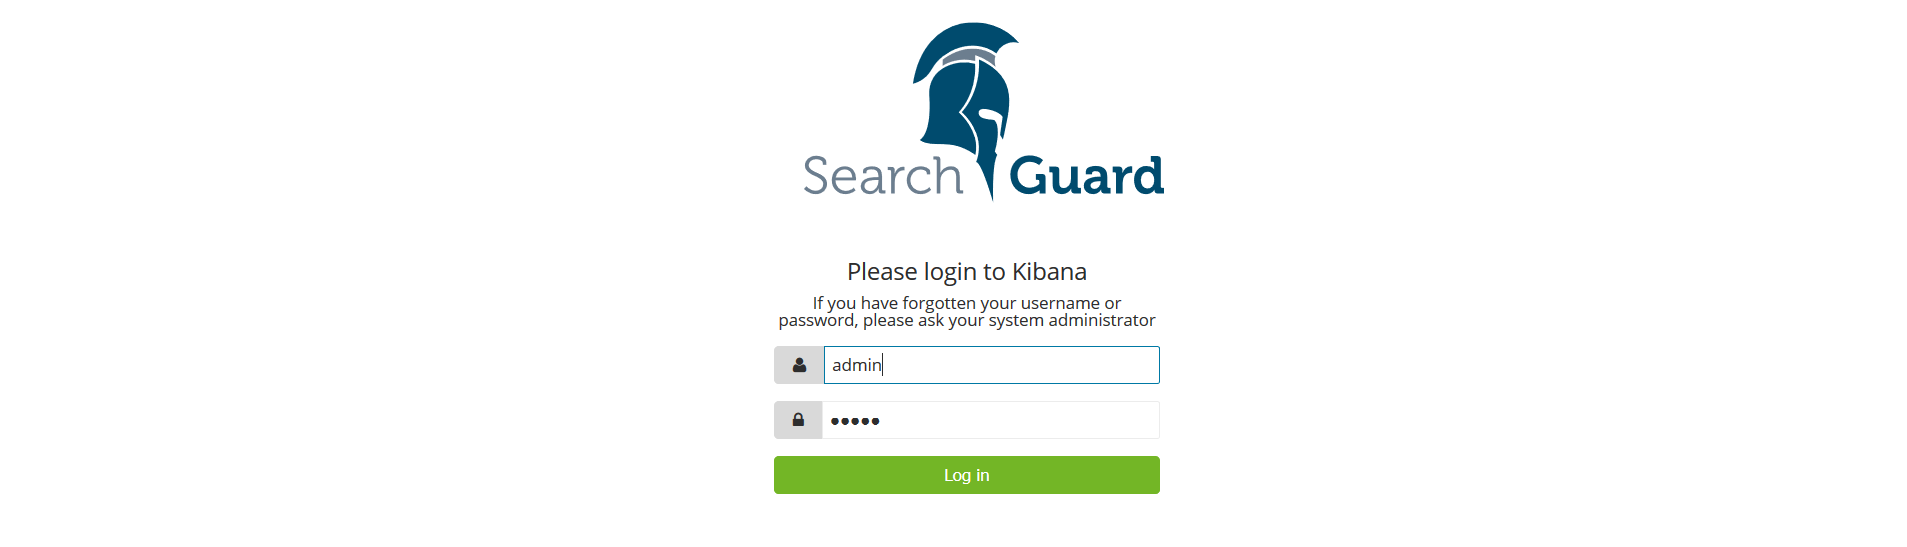 Search Guard
Please login to Kibana
If you have forgotten your username or
password, please ask your system administrator
admin
•••••
Log in